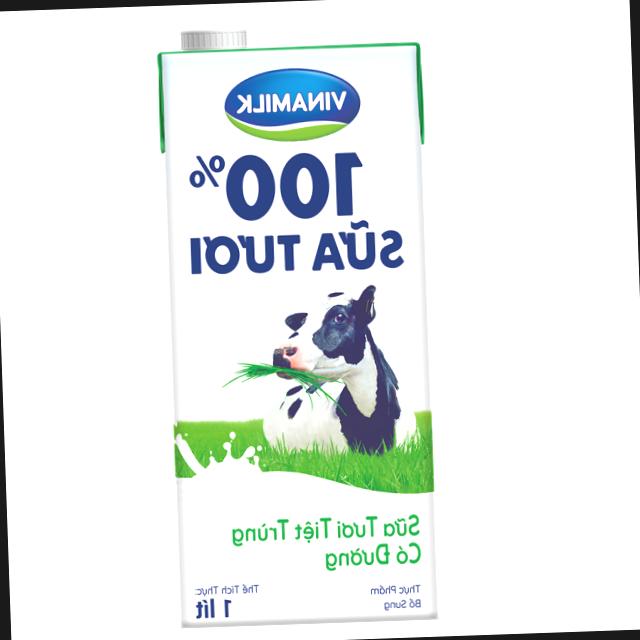 VINAMILK
100%
SỮA TƯƠI
Sữa Tươi Tiệt Trùng
Có Đường
Thực Phẩm
Bổ Sung
Thể Tích Thực:
1 lít